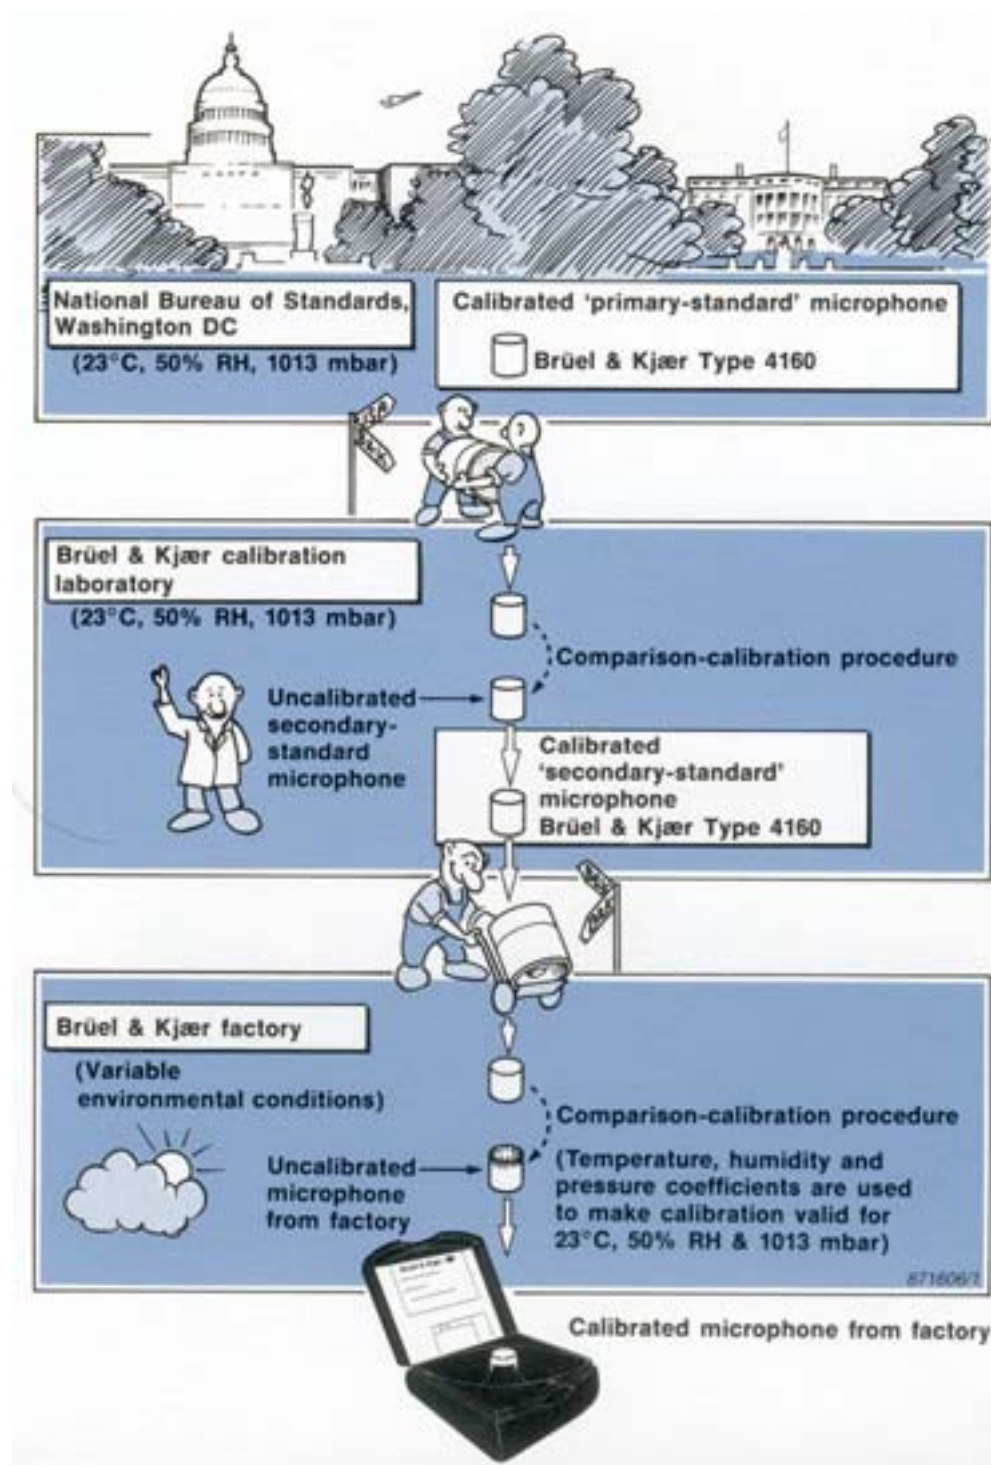 National Bureau of Standards,
Washington DC
(23°C, 50% RH, 1013 mbar)
Calibrated ‘primary-standard’ microphone
Brüel & Kjær Type 4160
Brüel & Kjær calibration
laboratory
(23°C, 50% RH, 1013 mbar)
Comparison-calibration procedure
Uncalibrated
secondary-
standard
microphone
Calibrated
‘secondary-standard’
microphone
Brüel & Kjær Type 4160
Brüel & Kjær factory
(Variable
environmental conditions)
Comparison-calibration procedure
Uncalibrated
microphone
from factory
(Temperature, humidity and
pressure coefficients are used
to make calibration valid for
23°C, 50% RH & 1013 mbar)
871606/1
Calibrated microphone from factory